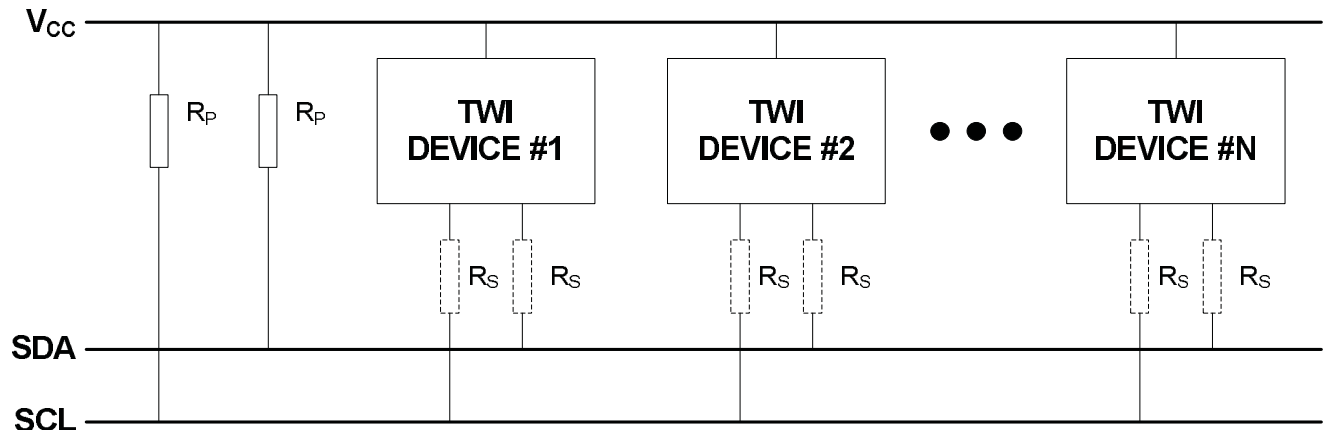 VCC
RP
RP
TWI
DEVICE #1
TWI
DEVICE #2
TWI
DEVICE #N
RS
RS
RS
RS
RS
RS
SDA
SCL